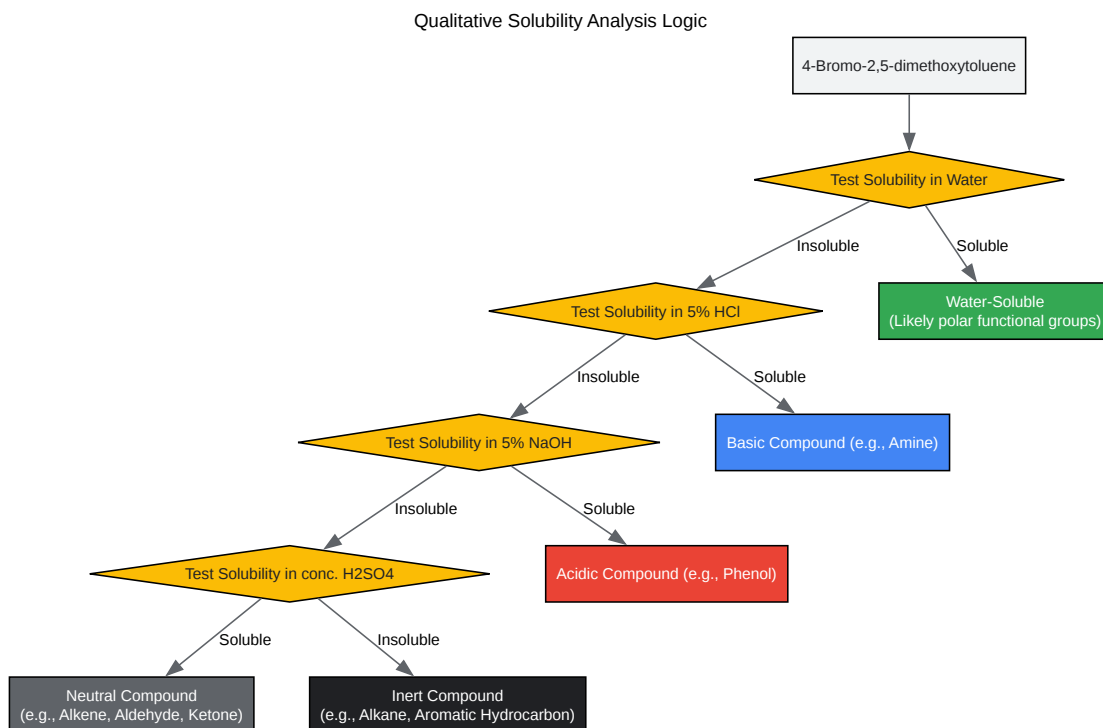 Qualitative Solubility Analysis Logic
4-Bromo-2,5-dimethoxytoluene
Test Solubility in Water
Insoluble
Soluble
Test Solubility in 5% HCl
Water-Soluble
(Likely polar functional groups)
Insoluble
Soluble
Test Solubility in 5% NaOH
Basic Compound (e.g., Amine)
Insoluble
Soluble
Test Solubility in conc. H2SO4
Acidic Compound (e.g., Phenol)
Soluble
Insoluble
Neutral Compound
(e.g., Alkene, Aldehyde, Ketone)
Inert Compound
(e.g., Alkane, Aromatic Hydrocarbon)